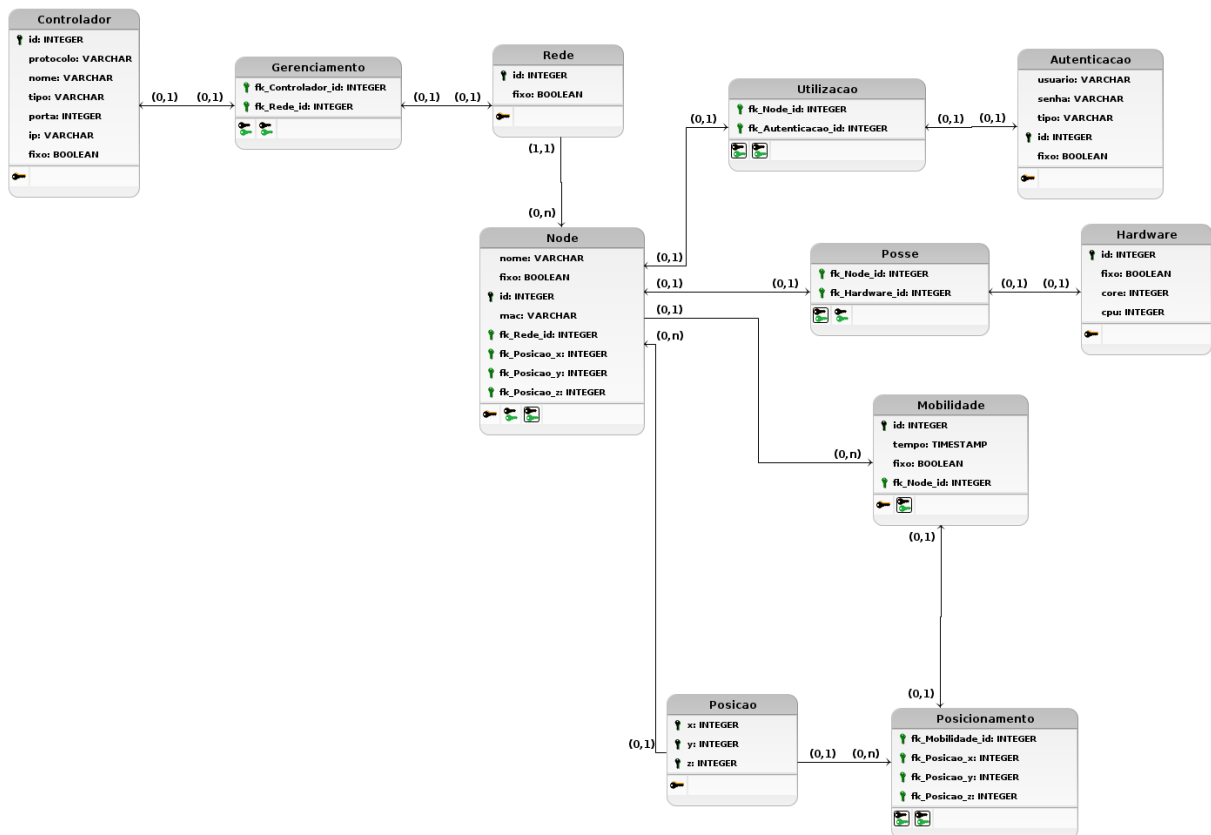 Controlador
id: INTEGER
protocolo: VARCHAR
nome: VARCHAR
tipo: VARCHAR
porta: INTEGER
ip: VARCHAR
fixo: BOOLEAN
(0,1)
(0,1)
Gerenciamento
fk_Controlador_id: INTEGER
fk_Rede_id: INTEGER
(0,1)
(0,1)
Rede
id: INTEGER
fixo: BOOLEAN
(1,1)
(0,n)
Utilizacao
fk_Node_id: INTEGER
fk_Autenticacao_id: INTEGER
(0,1)
(0,1)
(0,1)
Autenticacao
usuario: VARCHAR
senha: VARCHAR
tipo: VARCHAR
id: INTEGER
fixo: BOOLEAN
Node
nome: VARCHAR
fixo: BOOLEAN
id: INTEGER
mac: VARCHAR
fk_Rede_id: INTEGER
fk_Posicao_x: INTEGER
fk_Posicao_y: INTEGER
fk_Posicao_z: INTEGER
(0,1)
(0,1)
(0,1)
(0,1)
(0,n)
Posse
fk_Node_id: INTEGER
fk_Hardware_id: INTEGER
(0,1)
(0,1)
Hardware
id: INTEGER
fixo: BOOLEAN
core: INTEGER
cpu: INTEGER
(0,n)
Mobilidade
id: INTEGER
tempo: TIMESTAMP
fixo: BOOLEAN
fk_Node_id: INTEGER
(0,1)
(0,1)
Posicao
x: INTEGER
y: INTEGER
z: INTEGER
(0,1)
(0,1)
(0,n)
Posicionamento
fk_Mobilidade_id: INTEGER
fk_Posicao_x: INTEGER
fk_Posicao_y: INTEGER
fk_Posicao_z: INTEGER